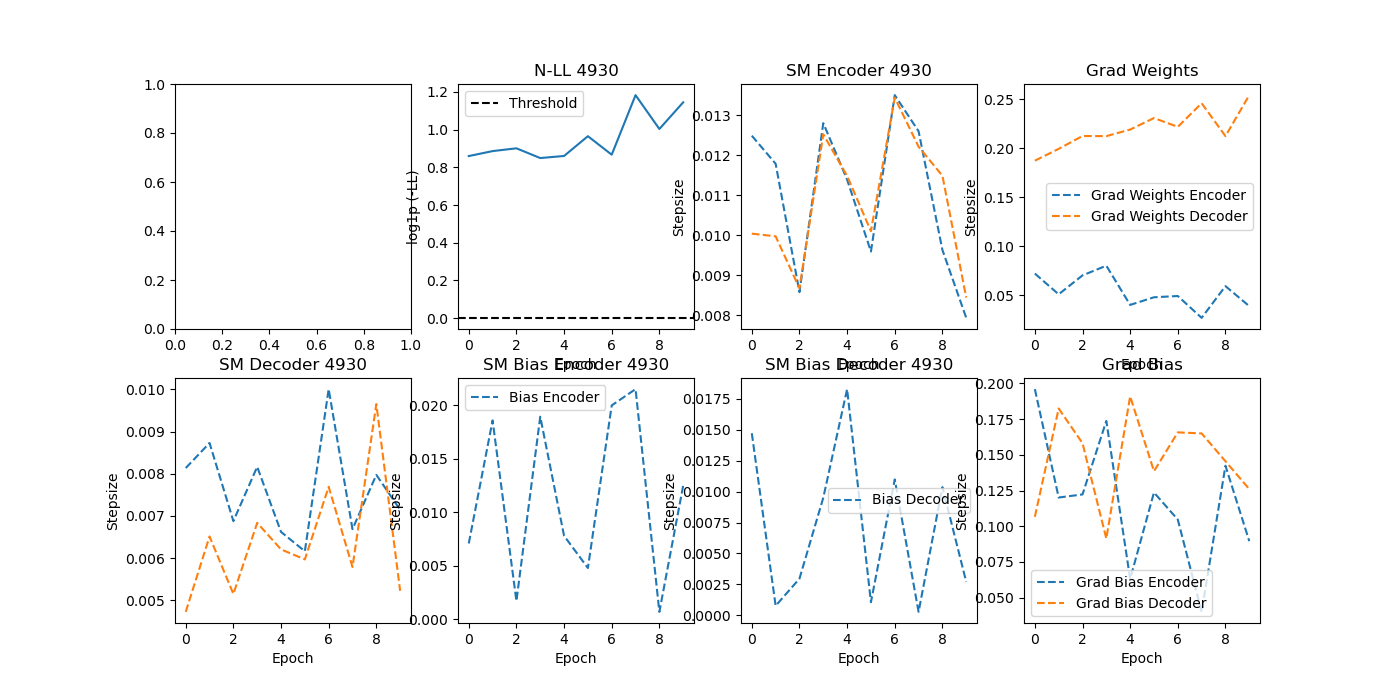 N-LL 4930
SM Encoder 4930
Grad Weights
1.0
0.8
0.6
0.4
0.2
0.0
0.0 0.2 0.4 0.6 0.8 1.0
log1p (-LL)
1.2
1.0
0.8
0.6
0.4
0.2
0.0
Threshold
0 2 4 6 8
Epoch
Stepsize
0.013
0.012
0.011
0.010
0.009
0.008
0 2 4 6 8
Epoch
Stepsize
0.25
0.20
0.10
0.05
Grad Weights Encoder
Grad Weights Decoder
0 2 4 6 8
Epoch
SM Decoder 4930
SM Bias Encoder 4930
SM Bias Decoder 4930
Grad Bias
Stepsize
0.010
0.009
0.008
0.007
0.006
0.005
0 2 4 6 8
Epoch
Stepsize
0.020
0.015
0.010
0.005
0.000
Bias Encoder
0 2 4 6 8
Epoch
Stepsize
0.0175
0.0150
0.0125
0.0100
0.0075
0.0050
0.0025
0.0000
Bias Decoder
0 2 4 6 8
Epoch
Stepsize
0.200
0.175
0.150
0.125
0.100
0.075
0.050
Grad Bias Encoder
Grad Bias Decoder
0 2 4 6 8
Epoch